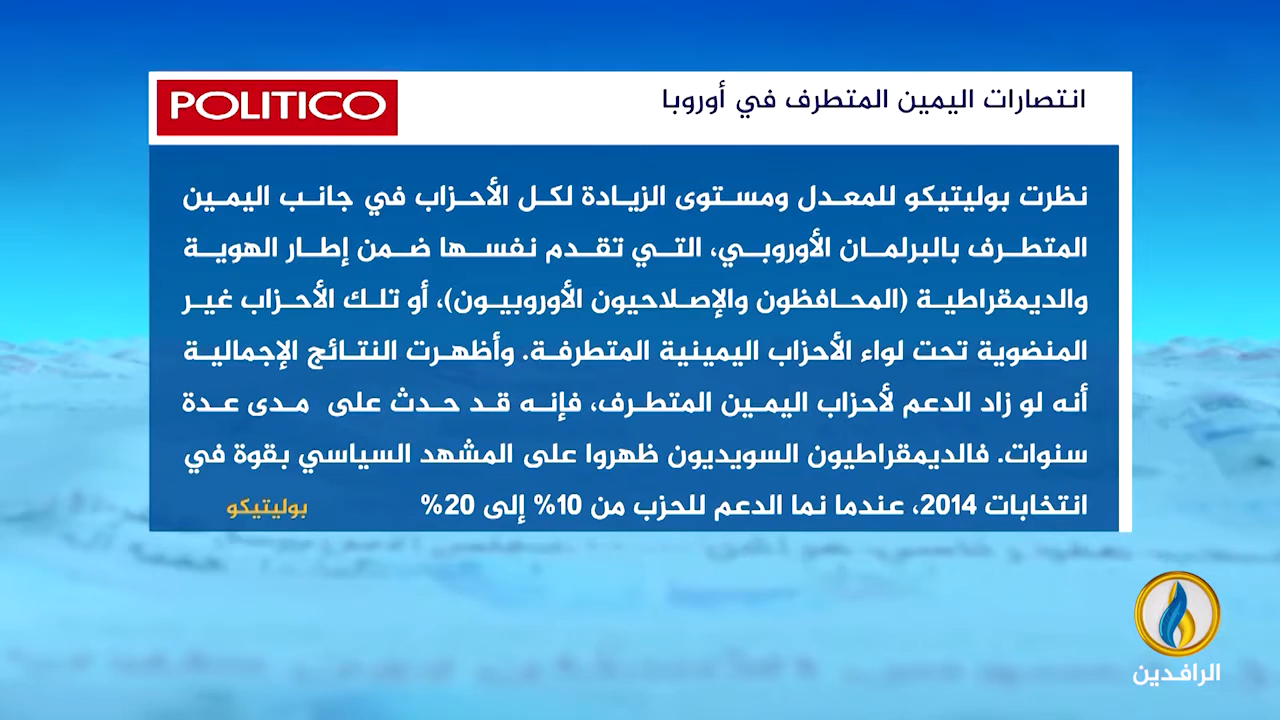 POLITICO
انتصارات اليمين المتطرف في أوروبا
نظرت بوليتيكو للمعدل ومستوى الزيادة لكل الأحزاب في جانب اليمين
المتطرف بالبرلمان الأوروبي، التي تقدم نفسها ضمن إطار الهوية
والديمقراطية (المحافظون والإصلاحيون الأوروبيون)، أو تلك الأحزاب غير
المنضوية تحت لواء الأحزاب اليمينية المتطرفة. وأظهرت النتائج الإجمالية
أنه لو زاد الدعم لأحزاب اليمين المتطرف، فإنه قد حدث على مدى عدة
سنوات. فالديمقراطيون السويديون ظهروا على المشهد السياسي بقوة في
انتخابات 2014، عندما نما الدعم للحزب من 10% إلى 20%
بوليتيكو
الرافدين